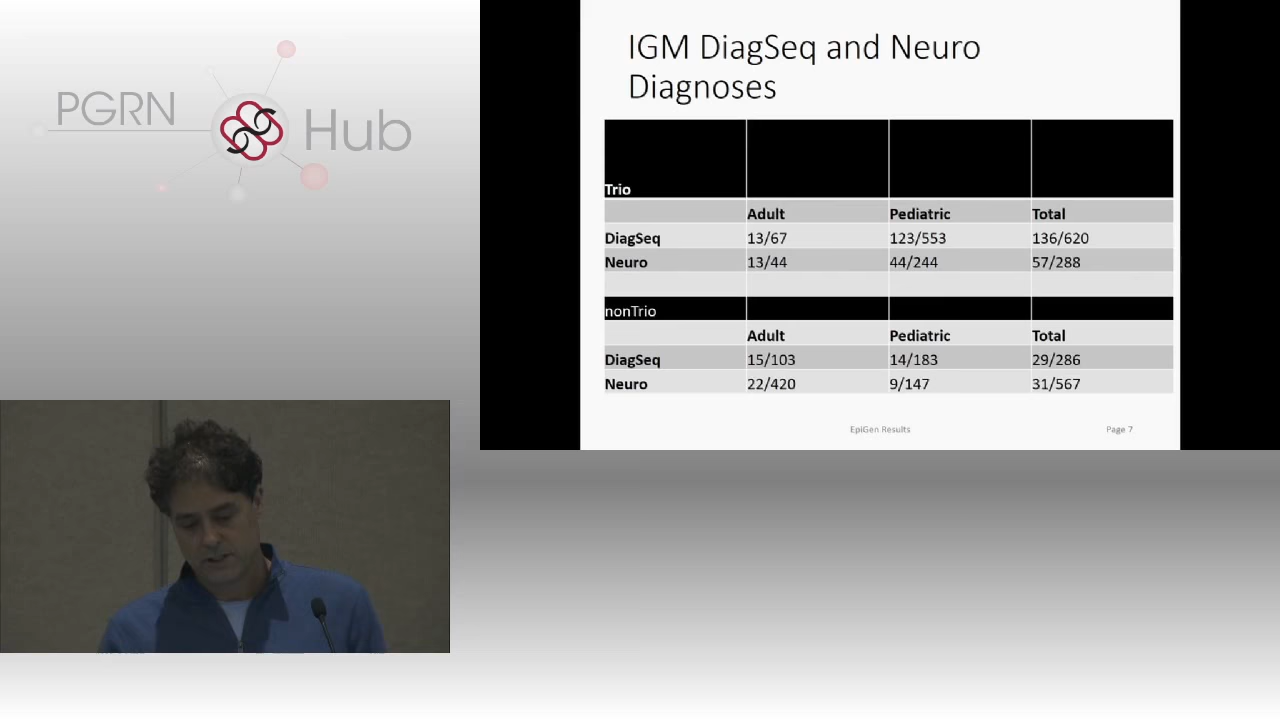 PGRN Hub
IGM DiagSeq and Neuro
Diagnoses
Trio
Adult Pediatric Total
DiagSeq 13/67 123/553 136/620
Neuro 13/44 44/244 57/288
nonTrio
Adult Pediatric Total
DiagSeq 15/103 14/183 29/286
Neuro 22/420 9/147 31/567
EpiGen Results Page 7